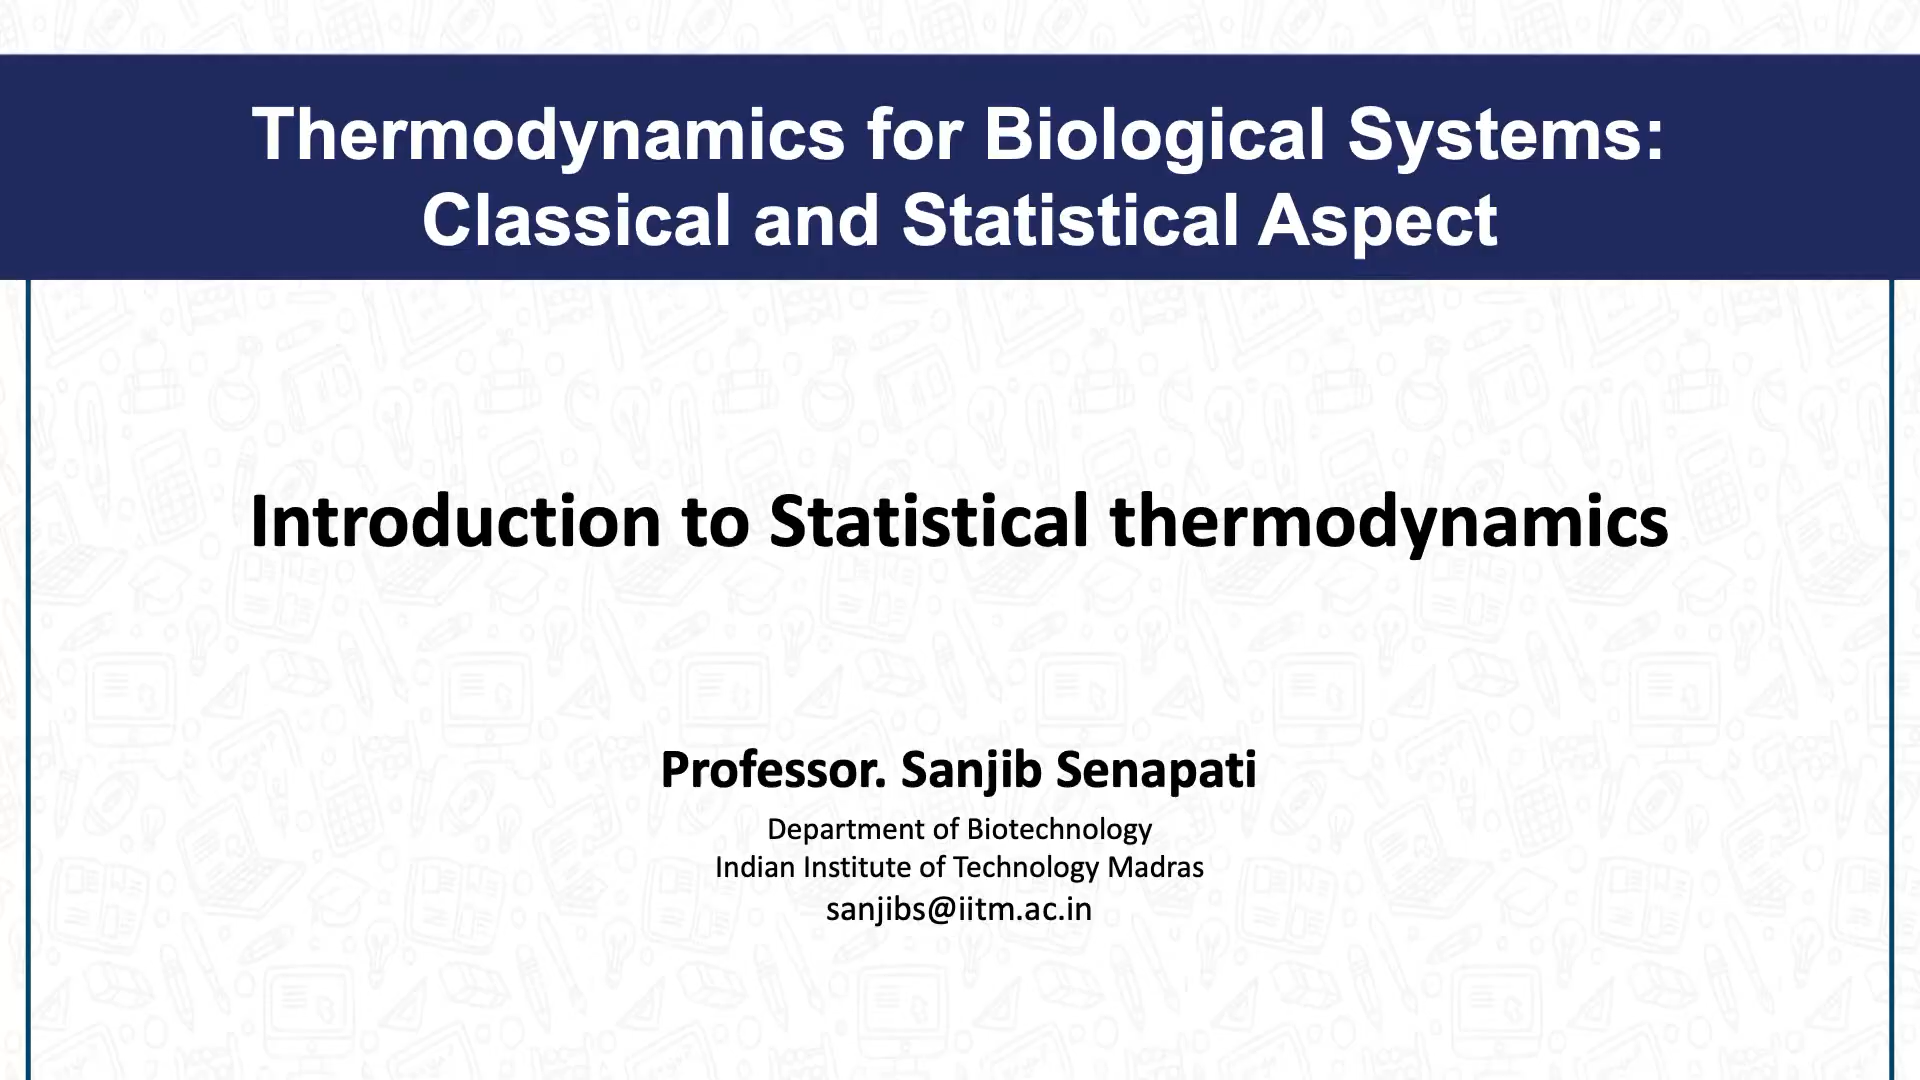 Thermodynamics for Biological Systems:
Classical and Statistical Aspect
Introduction to Statistical thermodynamics
Professor. Sanjib Senapati
Department of Biotechnology
Indian Institute of Technology Madras
sanjibs@iitm.ac.in